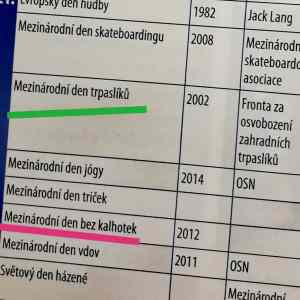 Evropský den hudby 1982 Jack Lang
Mezinárodní den skateboardingu 2008 Mezinárodní
skateboardo
asociace
Mezinárodní den trpaslíků 2002 Fronta za
osvobození
zahradních
trpaslíků
Mezinárodní den jógy 2014 OSN
Mezinárodní den triček
Mezinárodní den bez kalhotek 2012
Mezinárodní den vdov 2011 OSN
Světový den házené Mezinárodní